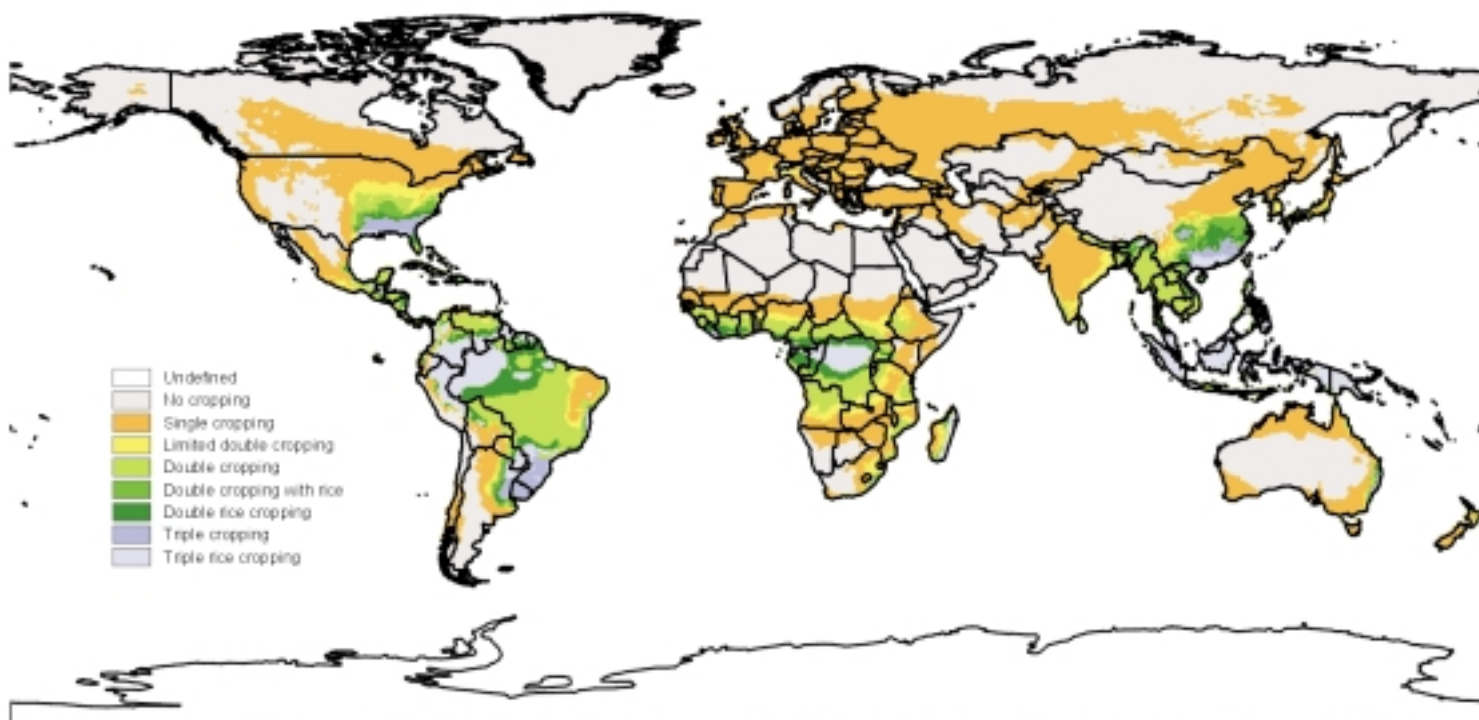 Undefined
No cropping
Single cropping
Limited double cropping
Double cropping
Double cropping with rice
Double rice cropping
Triple cropping
Triple rice cropping